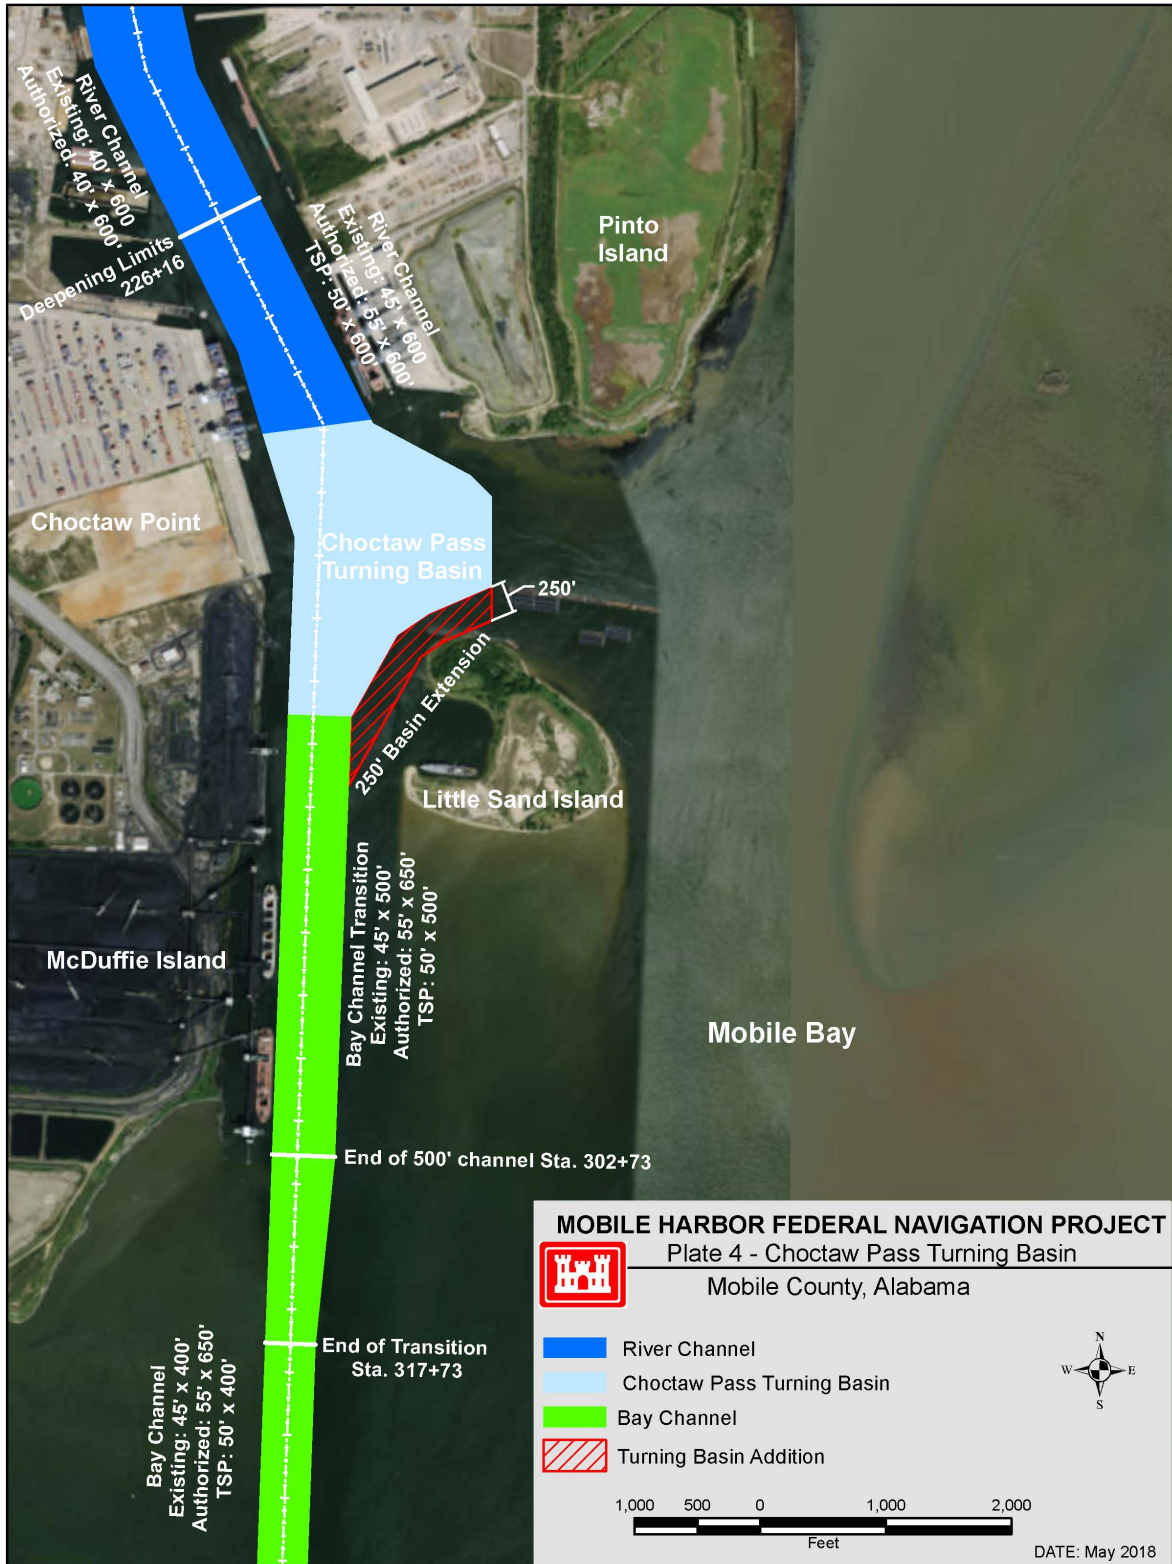 River Channel
Existing: 40' x 600
Authorized: 40' x 600'
Deepening Limits
226+16
River Channel
Existing: 45' x 600
Authorized: 55' x 600'
TSP: 50' x 600'
Pinto
Island
Choctaw Point
Choctaw Pass
Turning Basin
250'
250' Basin Extension
Little Sand Island
Bay Channel Transition
Existing: 45' x 500'
Authorized: 55' x 650'
TSP: 50' x 500'
McDuffie Island
Mobile Bay
End of 500' channel Sta. 302+73
End of Transition
Sta. 317+73
Bay Channel
Existing: 45' x 400'
Authorized: 55' x 650'
TSP: 50' x 400'
MOBILE HARBOR FEDERAL NAVIGATION PROJECT
Plate 4 - Choctaw Pass Turning Basin
Mobile County, Alabama
River Channel
Choctaw Pass Turning Basin
Bay Channel
Turning Basin Addition
N
W E
S
1,000 500 0 1,000 2,000
Feet
DATE: May 2018